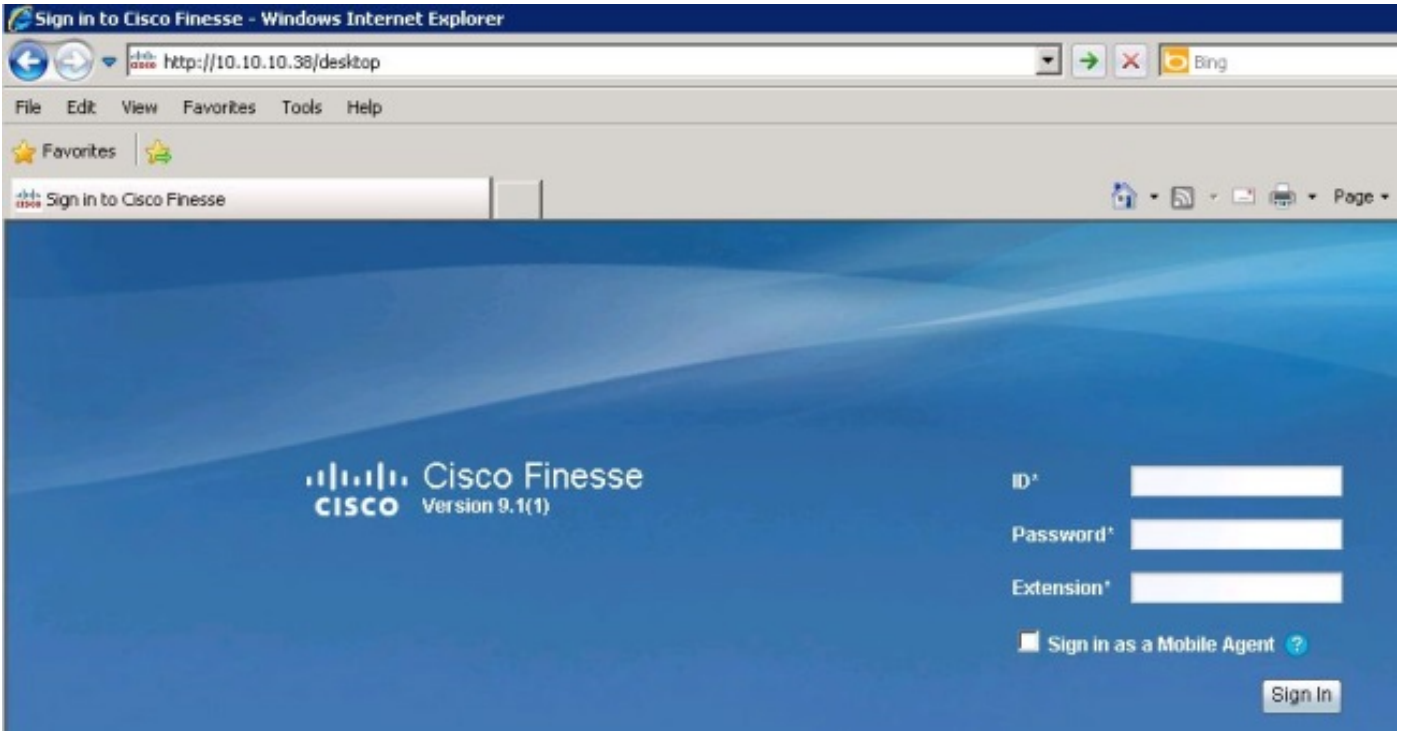 Sign in to Cisco Finesse - Windows Internet Explorer
http://10.10.10.38/desktop
Bing
File Edit View Favorites Tools Help
Favorites
Sign in to Cisco Finesse
Page
CISCO
Cisco Finesse
Version 9.1(1)
ID*
Password*
Extension*
Sign in as a Mobile Agent ?
Sign In